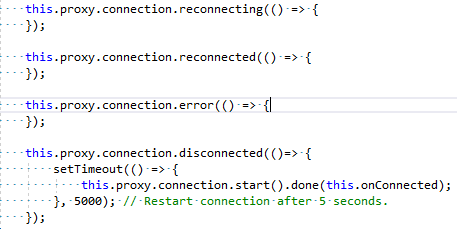 this.proxy.connection.reconnecting(() => {
});
this.proxy.connection.reconnected(() => {
});
this.proxy.connection.error(() => {
});
this.proxy.connection.disconnected(()=> {
setTimeout(() => {
this.proxy.connection.start().done(this.onConnected);
}, 5000); // Restart connection after 5 seconds.
});